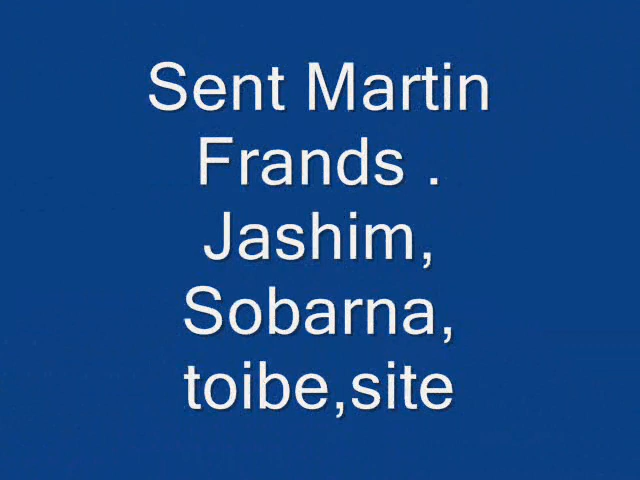 Sent Martin
Frands .
Jashim,
Sobarna,
toibe,site